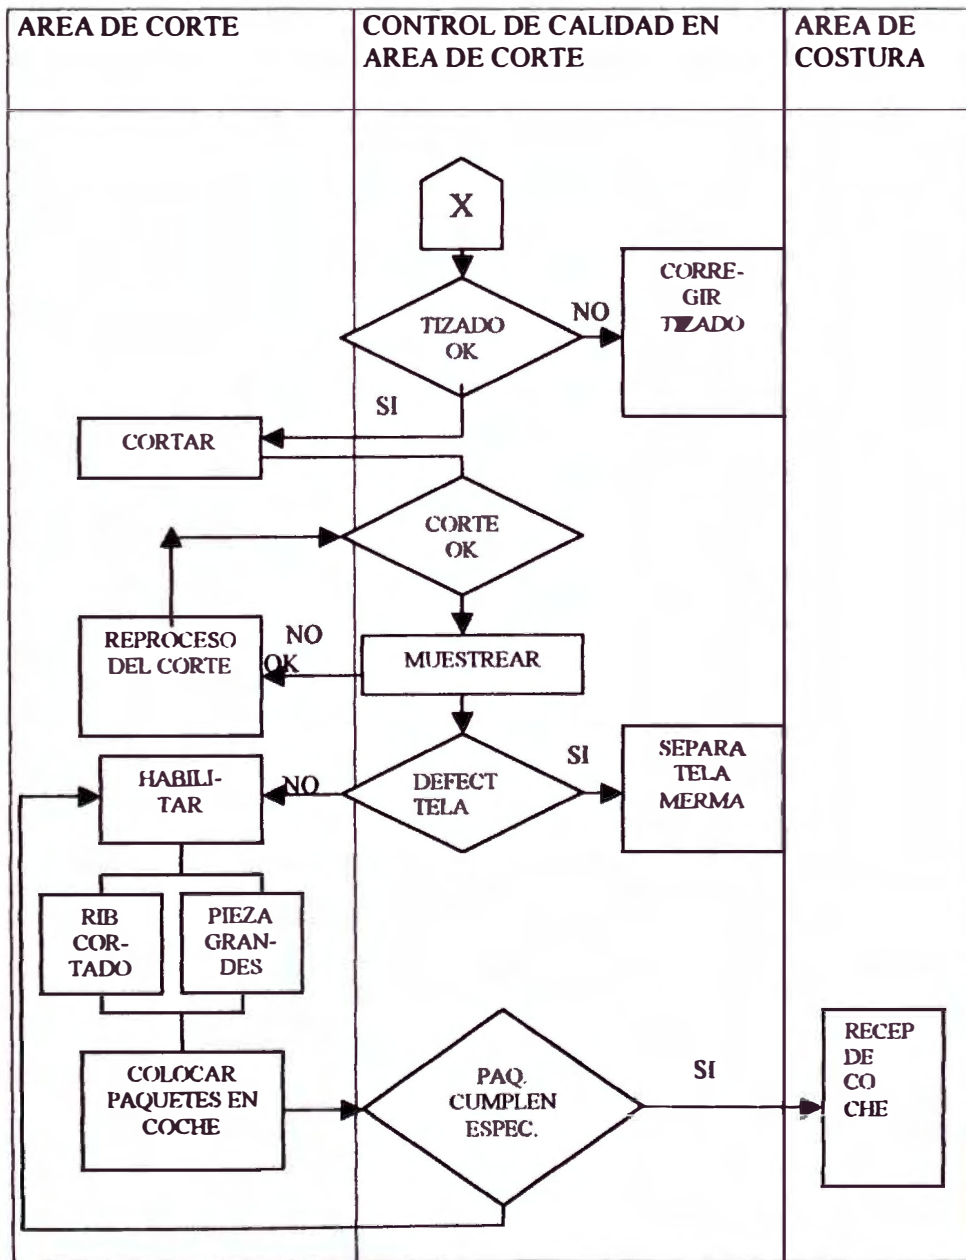 AREA DE CORTE
CONTROL DE CALIDAD EN
AREA DE CORTE
AREA DE
COSTURA
X
TIZADO
OK
NO
CORRE-
GIR
TIZADO
SI
CORTAR
CORTE
OK
REPROCESO
DEL CORTE
NO
OK
MUESTREAR
HABILI-
TAR
NO
DEFECT
TELA
SI
SEPARA
TELA
MERMA
RIB
COR-
TADO
PIEZA
GRAN-
DES
COLOCAR
PAQUETES EN
COCHE
PAQ.
CUMPLEN
ESPEC.
SI
RECEP
DE
CO
CHE